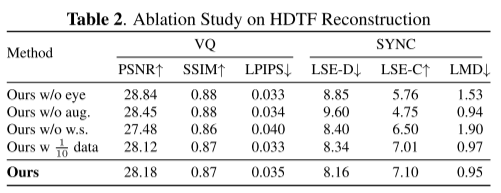 Table 2. Ablation Study on HDTF Reconstruction
Method VQ SYNC
PSNR↑ SSIM↑ LPIPS↓ LSE-D↓ LSE-C↑ LMD↓
Ours w/o eye 28.84 0.88 0.033 8.85 5.76 1.53
Ours w/o aug. 28.45 0.88 0.034 9.60 4.75 0.94
Ours w/o w.s. 27.48 0.86 0.040 8.40 6.50 1.90
Ours w 1/10 data 28.12 0.87 0.033 8.34 7.01 0.97
Ours 28.18 0.87 0.035 8.16 7.10 0.95